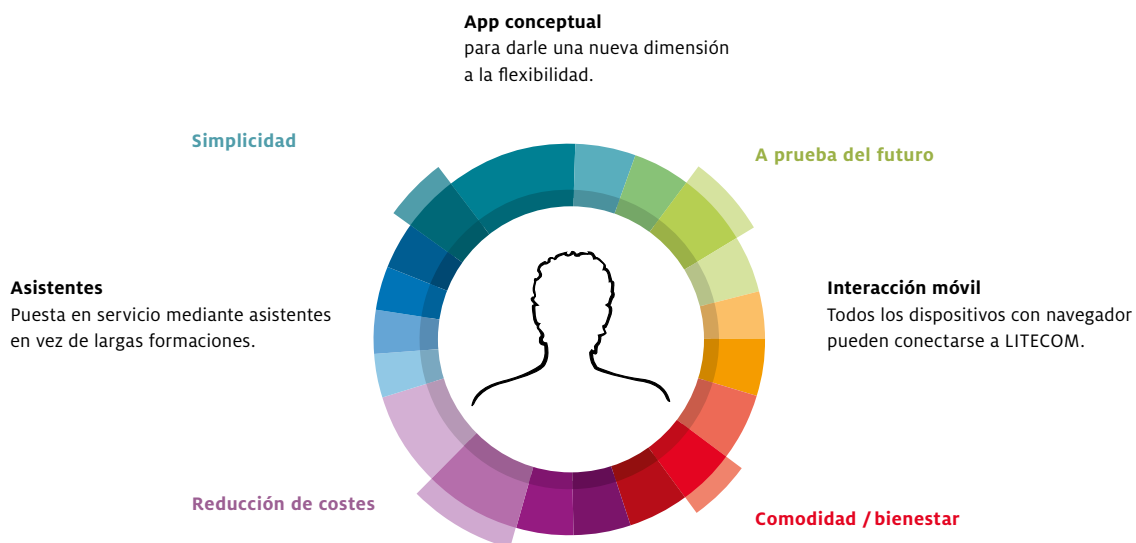 App conceptual
para darle una nueva dimensión
a la flexibilidad.
Simplicidad
A prueba del futuro
Asistentes
Puesta en servicio mediante asistentes
en vez de largas formaciones.
Interacción móvil
Todos los dispositivos con navegador
pueden conectarse a LITECOM.
Reducción de costes
Comodidad / bienestar